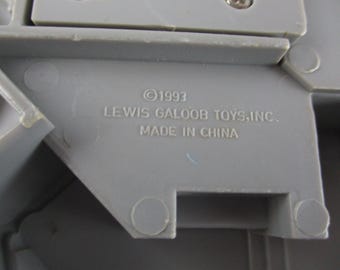 ©1993
LEWIS GALOOB TOYS,INC.
MADE IN CHINA